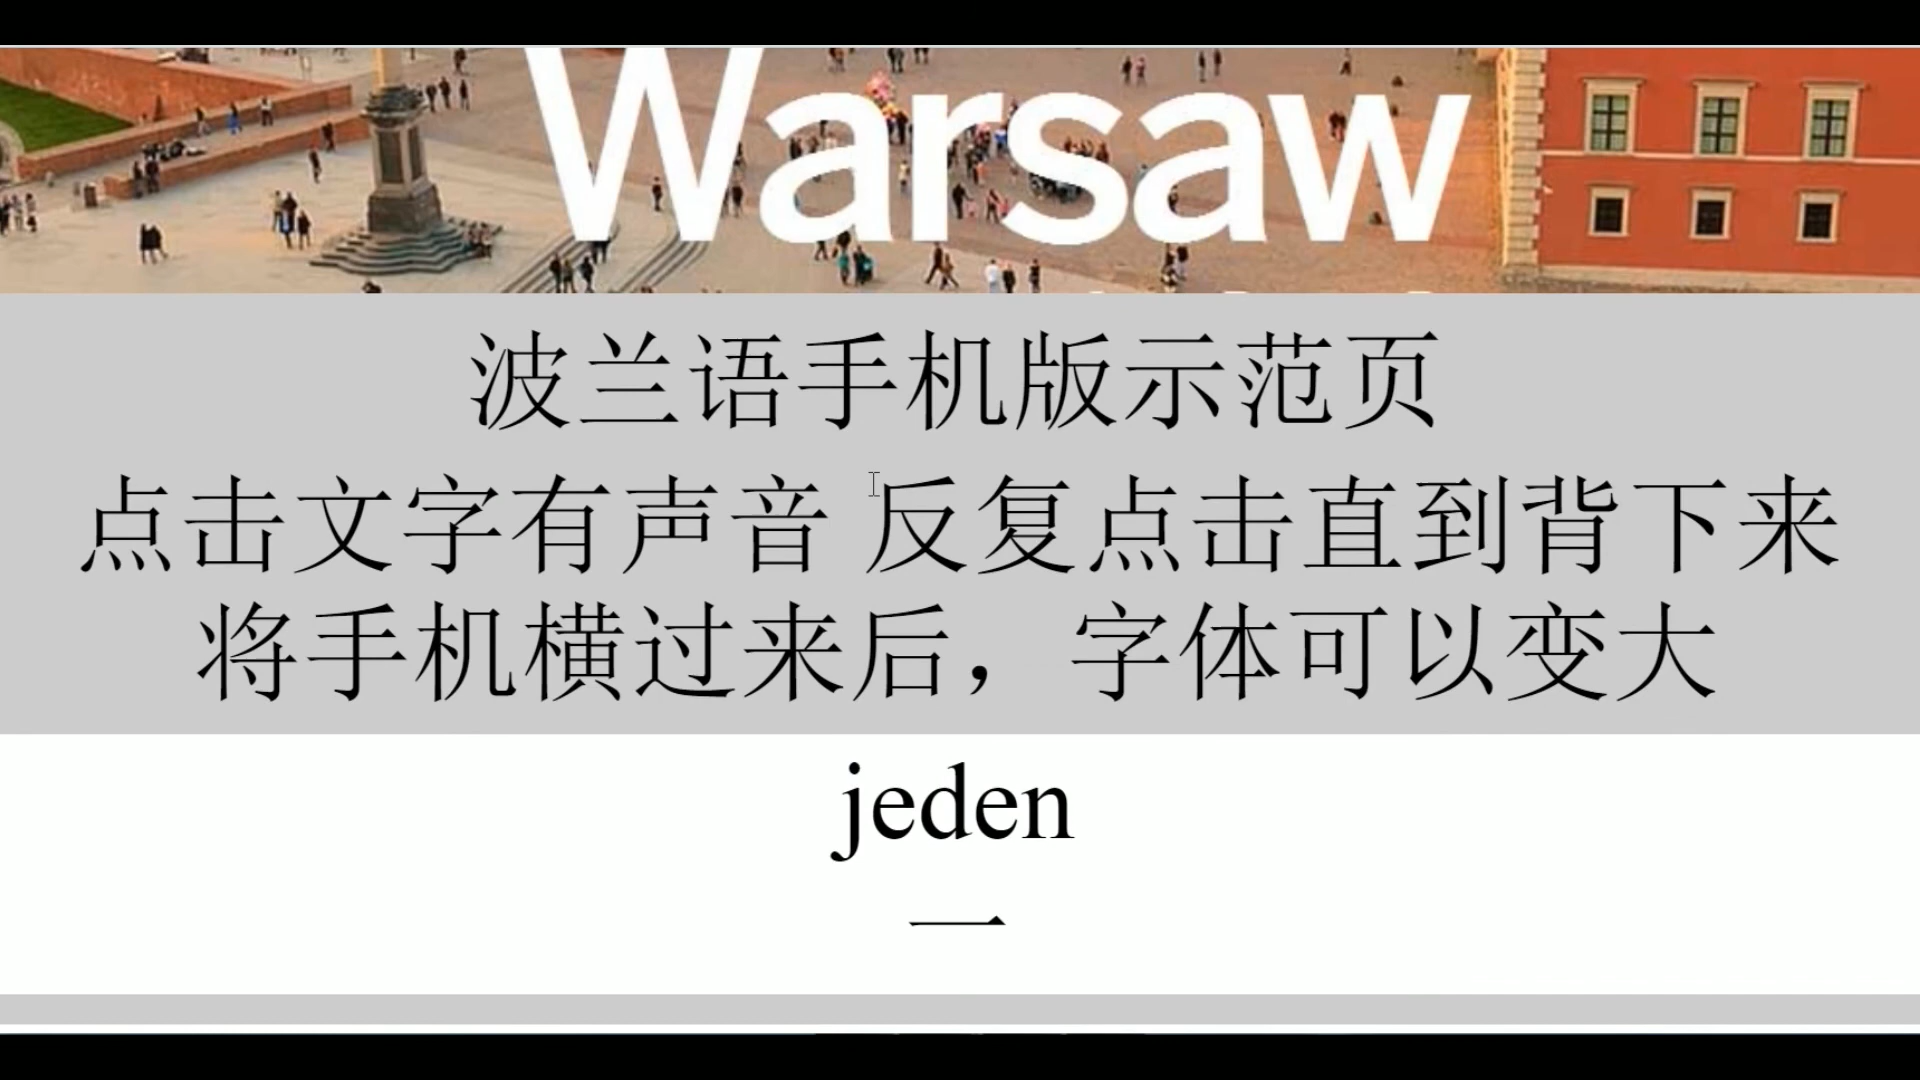 Warsaw
波兰语手机版示范页
点击文字有声音 反复点击直到背下来
将手机横过来后，字体可以变大
jeden
一